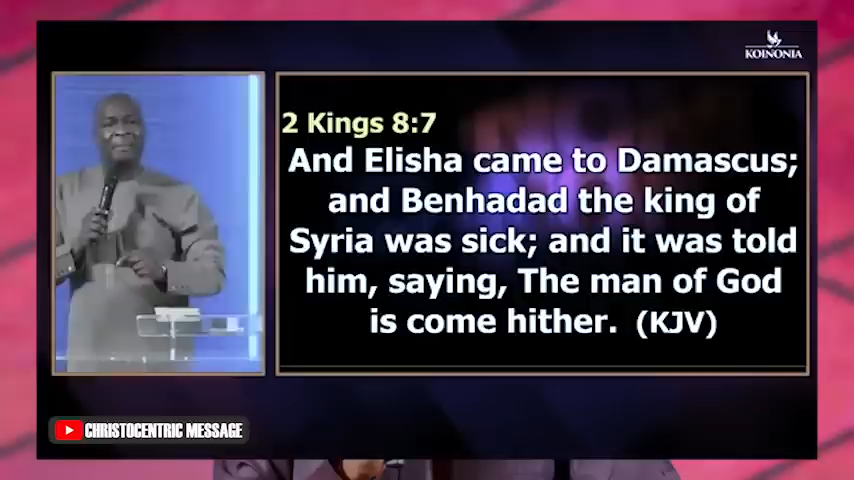 KOINONIA
2 Kings 8:7
And Elisha came to Damascus;
and Benhadad the king of
Syria was sick; and it was told
him, saying, The man of God
is come hither. (KJV)
CHRISTOCENTRIC MESSAGE